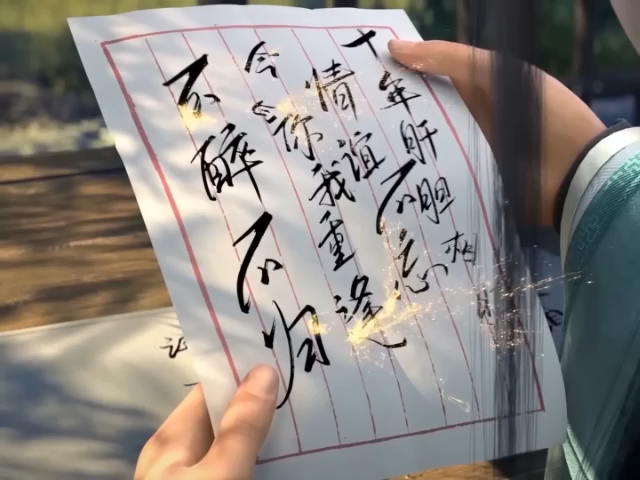 十年肝胆相
情谊不忘
今你我重逢
不醉不归